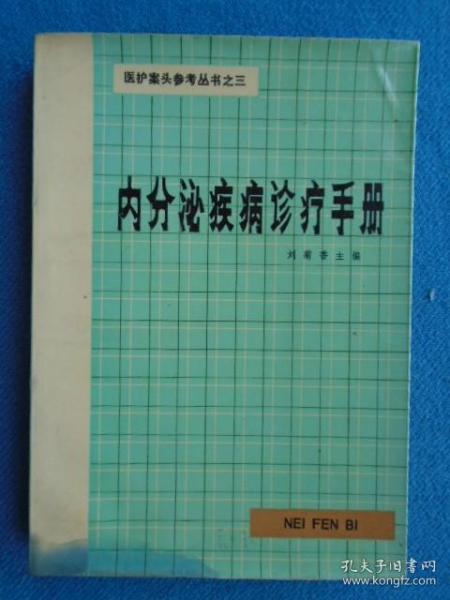 医护案头参考丛书之三
内分泌疾病诊疗手册
刘菊香主编
NEI FEN BI
孔夫子旧书网
www.kongfz.com